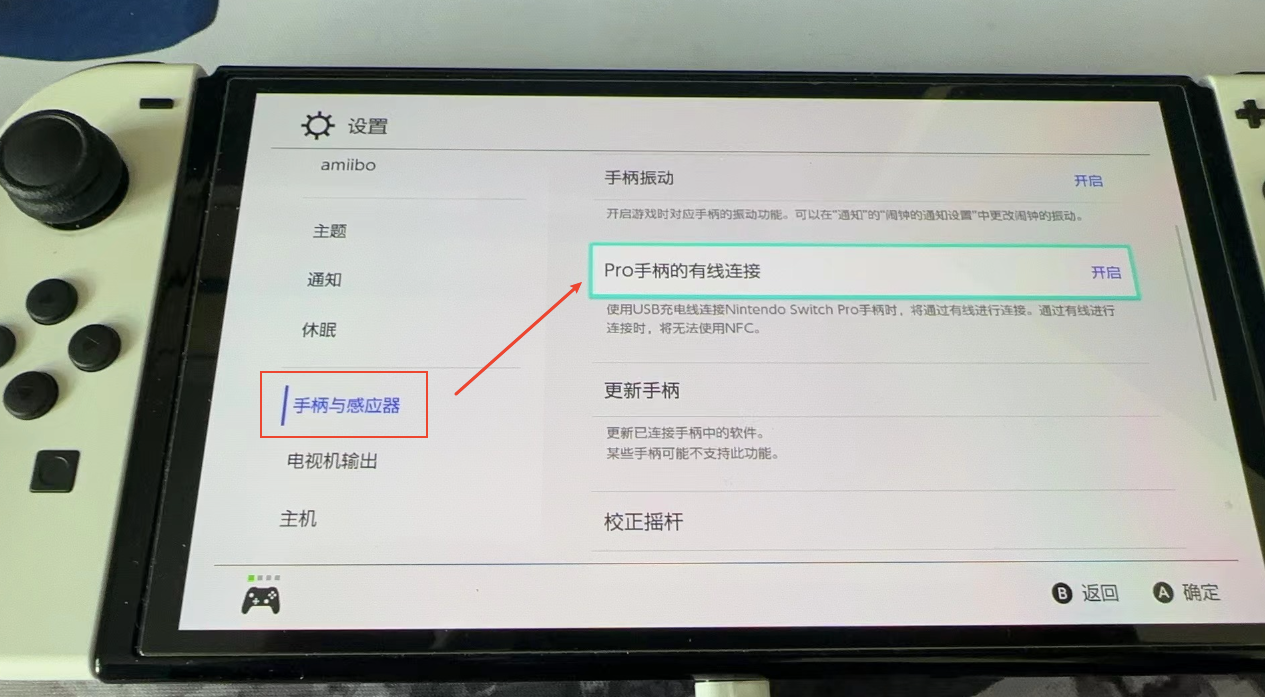 设置
amiibo
主题
通知
休眠
手柄与感应器
电视机输出
主机
手柄振动
开启
开启游戏时对应手柄的振动功能。可以在“通知”的“闹钟的通知设置”中更改闹钟的振动。
Pro手柄的有线连接
开启
使用USB充电线连接Nintendo Switch Pro手柄时，将通过有线进行连接。通过有线进行
连接时，将无法使用NFC。
更新手柄
更新已连接手柄中的软件。
某些手柄可能不支持此功能。
校正摇杆
B 返回
A 确定